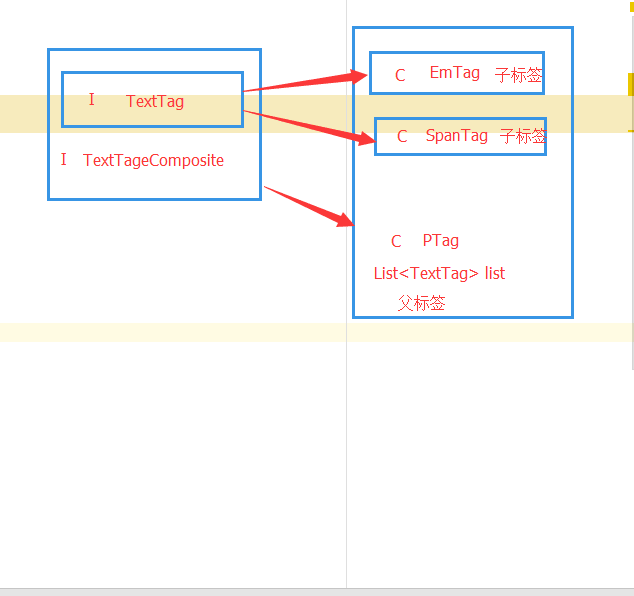 I TextTag
I TextTageComposite
C EmTag 子标签
C SpanTag 子标签
C PTag
List<TextTag> list
父标签